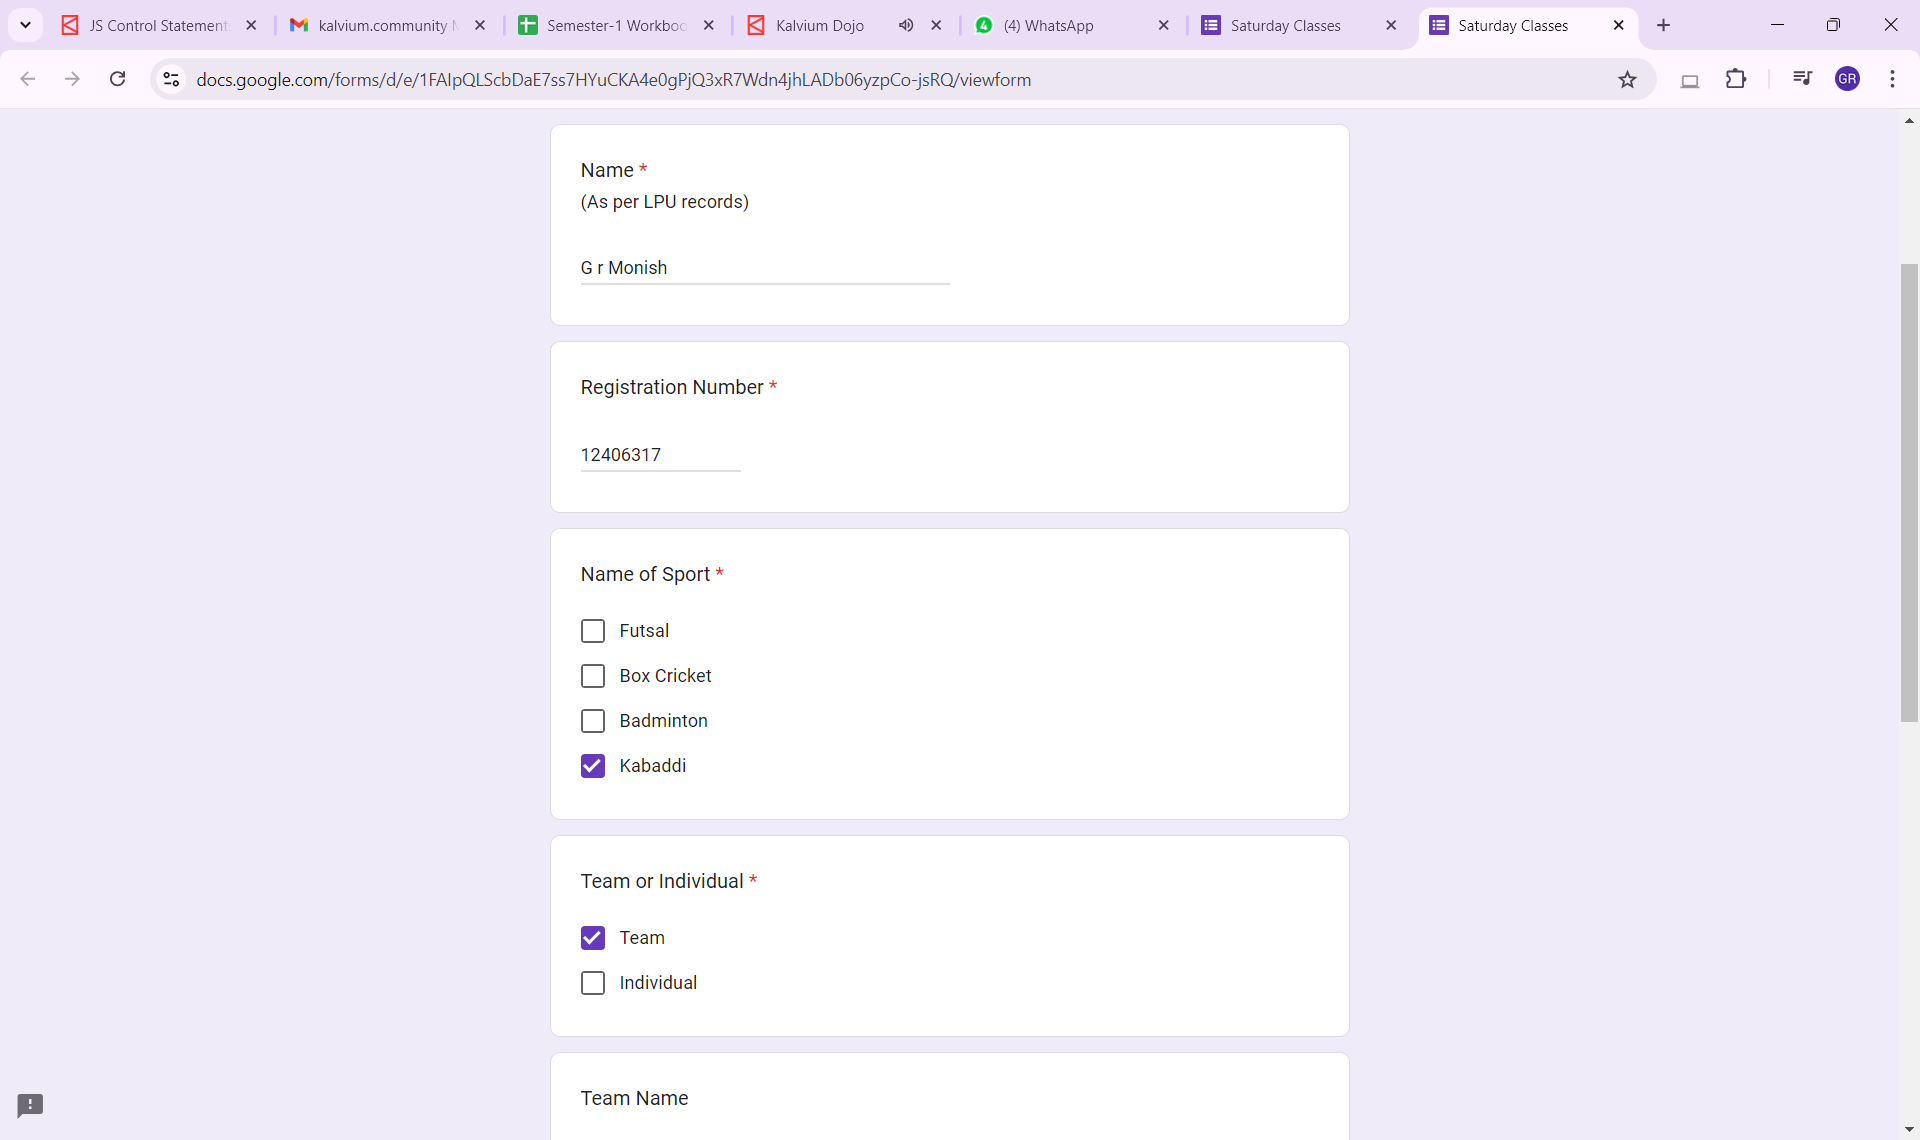 JS Control Statement
kalvium.community
Semester-1 Workboo
Kalvium Dojo
4
(4) WhatsApp
Saturday Classes
Saturday Classes
docs.google.com/forms/d/e/1FAIpQLScbDaE7ss7HYuCKA4e0gPjQ3xR7Wdn4jhLADb06yzpCo-jsRQ/viewform
GR
Name *
(As per LPU records)
G r Monish
Registration Number *
12406317
Name of Sport *
Futsal
Box Cricket
Badminton
Kabaddi
Team or Individual *
Team
Individual
Team Name